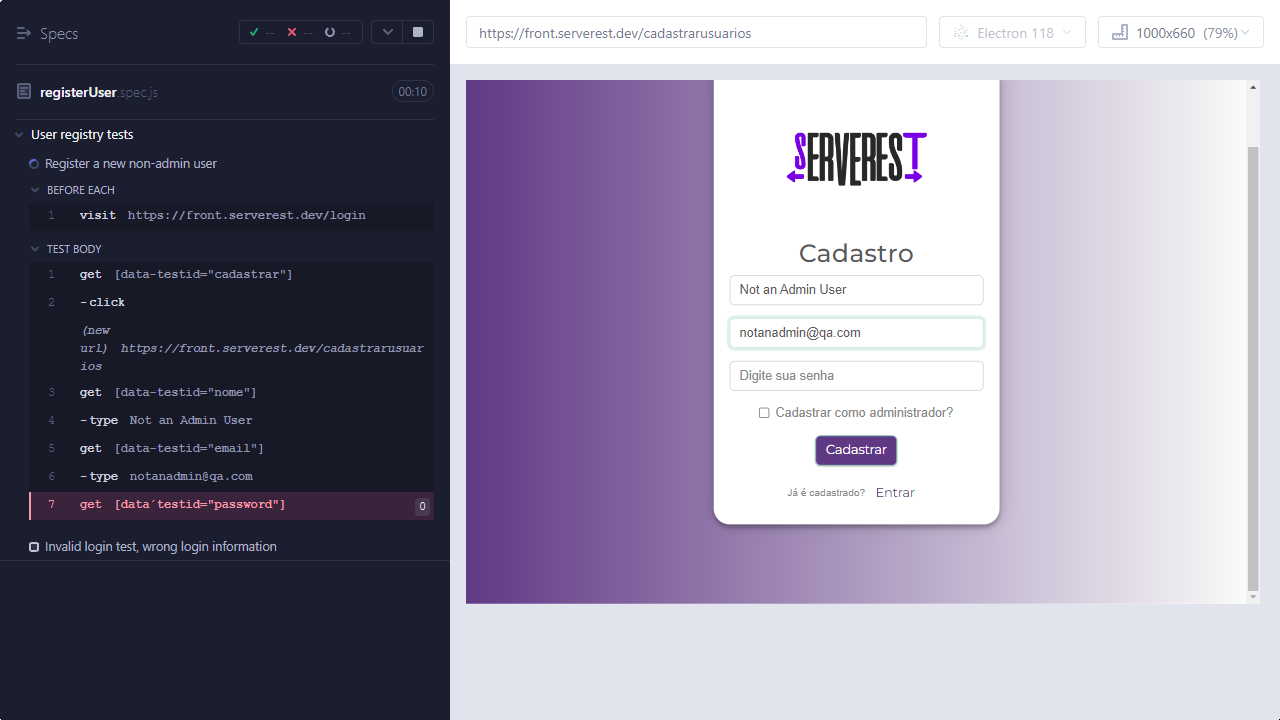 Specs
-- -- --
registerUser.spec.js
00:10
User registry tests
Register a new non-admin user
BEFORE EACH
1 visit https://front.serverest.dev/login
TEST BODY
1 get [data-testid="cadastrar"]
2 -click
(new
url) https://front.serverest.dev/cadastrarusuar
ios
3 get [data-testid="nome"]
4 -type Not an Admin User
5 get [data-testid="email"]
6 -type notanadmin@qa.com
7 get [data´testid="password"] 0
Invalid login test, wrong login information
https://front.serverest.dev/cadastrarusuarios
Electron 118
1000x660 (79%)
SERVEREST
Cadastro
Not an Admin User
notanadmin@qa.com
Digite sua senha
Cadastrar como administrador?
Cadastrar
Já é cadastrado? Entrar